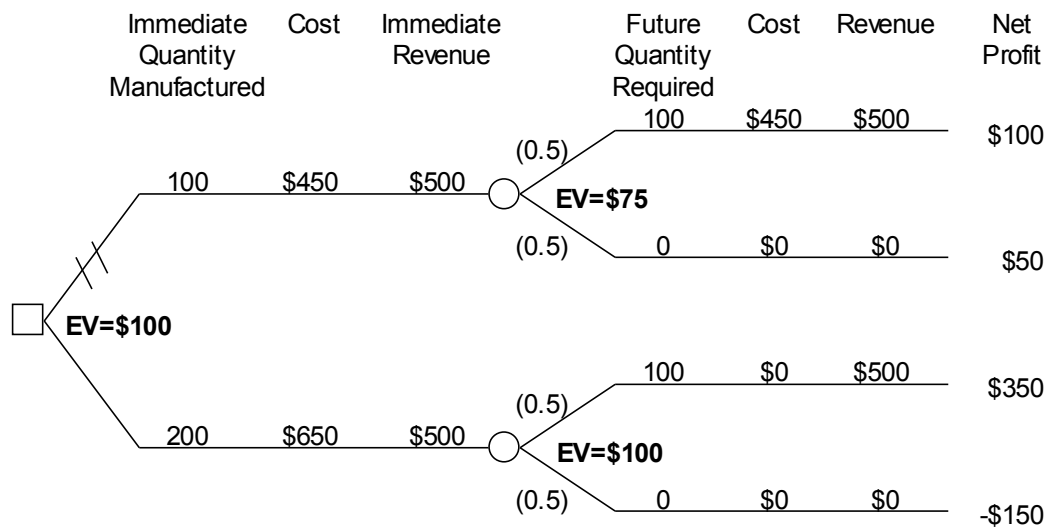 Immediate Cost Immediate Future Cost Revenue Net
Quantity Revenue Quantity Profit
Manufactured Required
100 $450 $500 $100
(0.5)
100 $450 $500 EV=$75
(0.5) 0 $0 $0 $50
EV=$100
100 $0 $500 $350
(0.5)
200 $650 $500 EV=$100
(0.5) 0 $0 $0 -$150